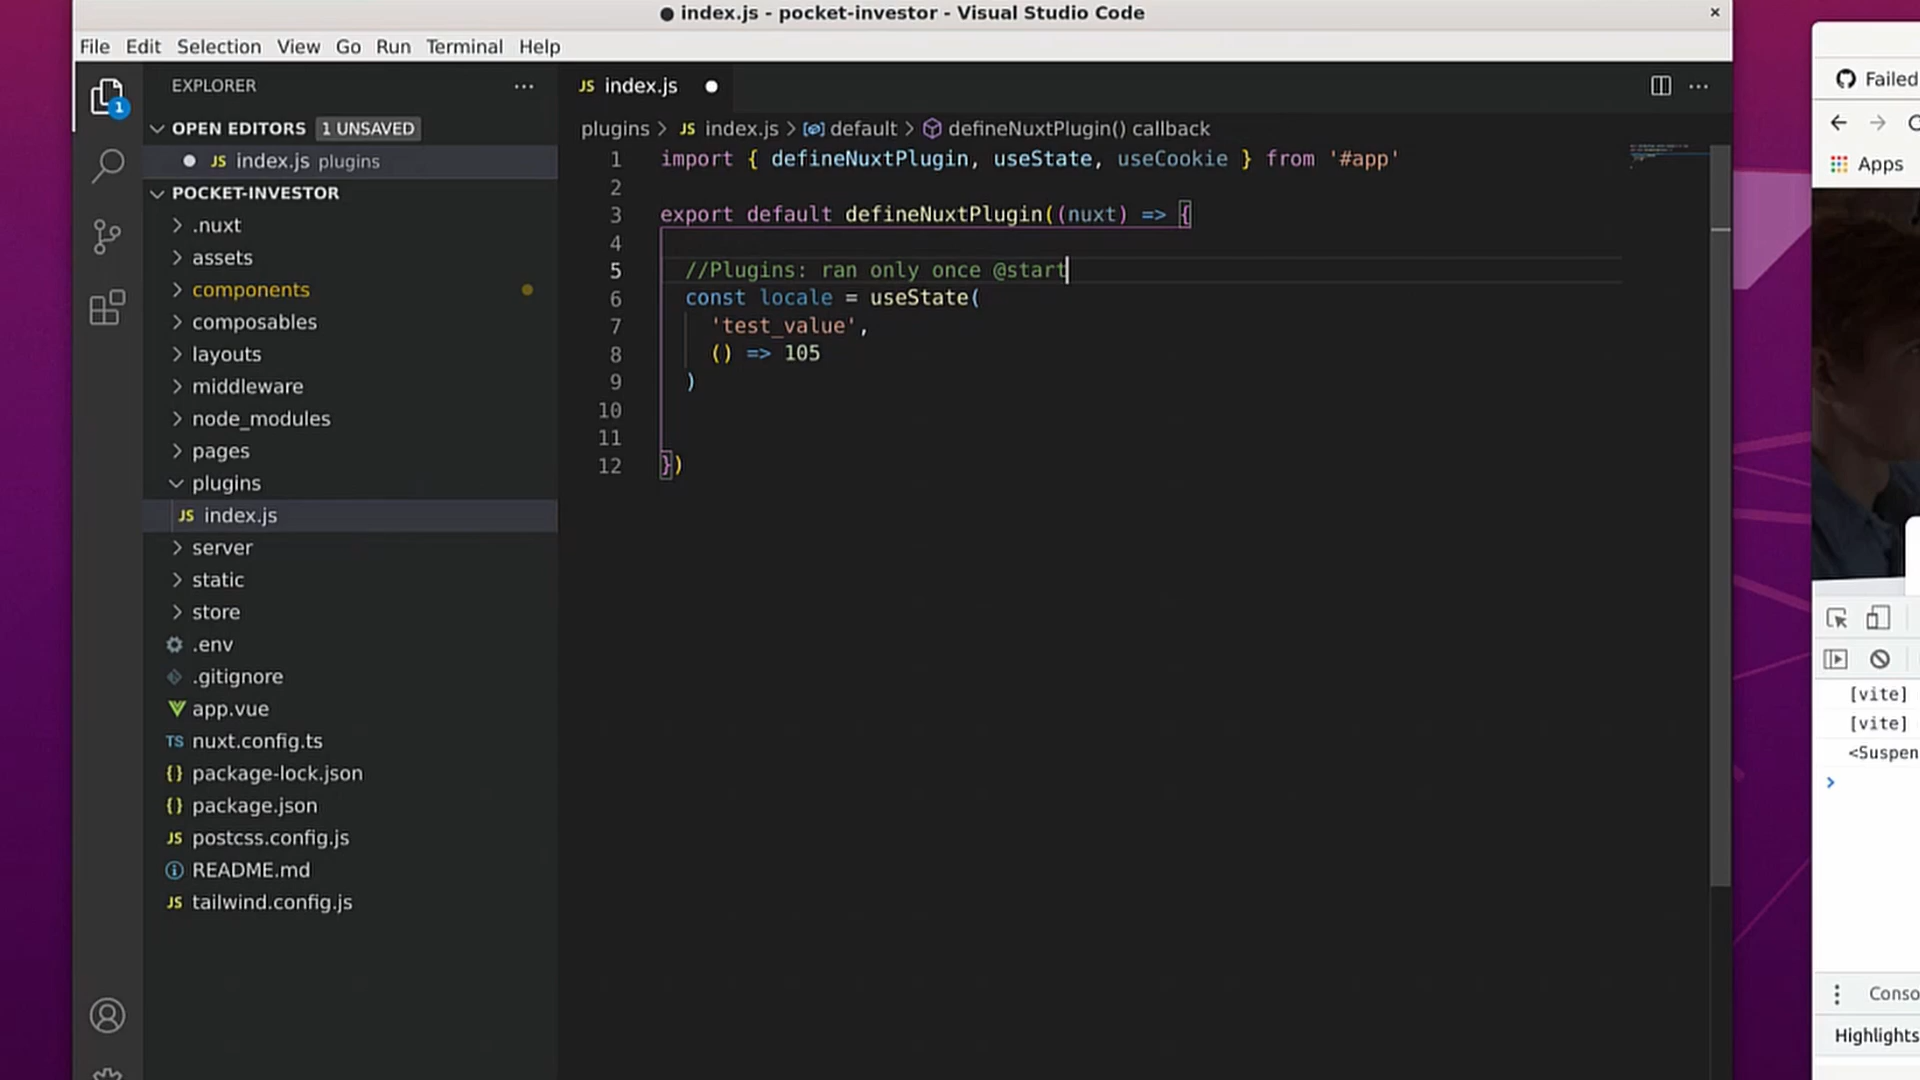 ● index.js - pocket-investor - Visual Studio Code
File Edit Selection View Go Run Terminal Help
EXPLORER
OPEN EDITORS 1 UNSAVED
index.js plugins
POCKET-INVESTOR
.nuxt
assets
components
composables
layouts
middleware
node_modules
pages
plugins
JS index.js
server
static
store
.env
.gitignore
app.vue
TS nuxt.config.ts
{} package-lock.json
{} package.json
JS postcss.config.js
README.md
JS tailwind.config.js
1
JS index.js
plugins > JS index.js > default > defineNuxtPlugin() callback
1 import { defineNuxtPlugin, useState, useCookie } from '#app'
2
3 export default defineNuxtPlugin((nuxt) => {
4
5 //Plugins: ran only once @start
6 const locale = useState(
7 'test_value',
8 () => 105
9 )
10
11
12 })
Failed
Apps
[vite]
[vite]
<Suspen
Conso
Highlights